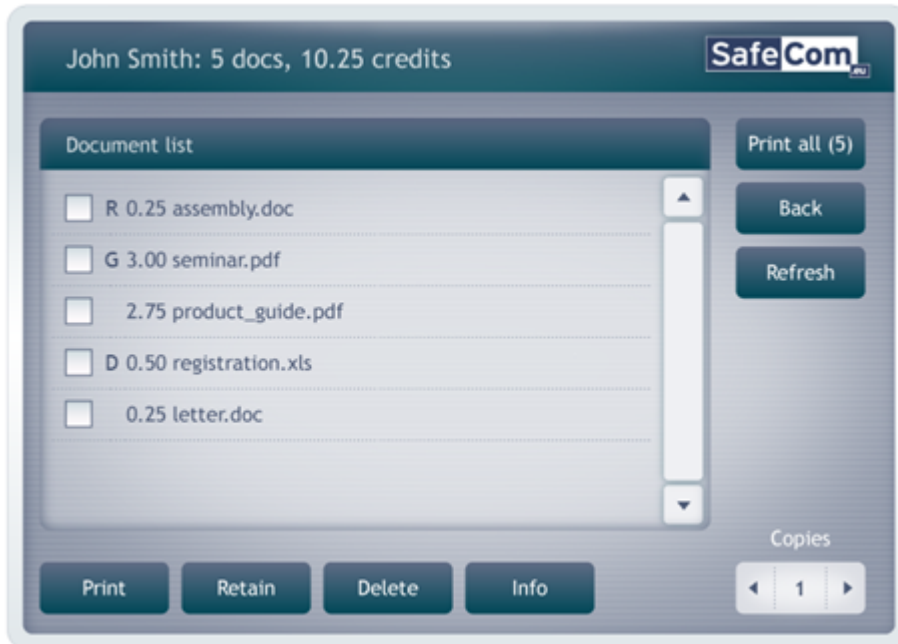 John Smith: 5 docs, 10.25 credits
SafeCom.eu
Document list
R 0.25 assembly.doc
G 3.00 seminar.pdf
2.75 product_guide.pdf
D 0.50 registration.xls
0.25 letter.doc
Print all (5)
Back
Refresh
Copies
1
Print
Retain
Delete
Info